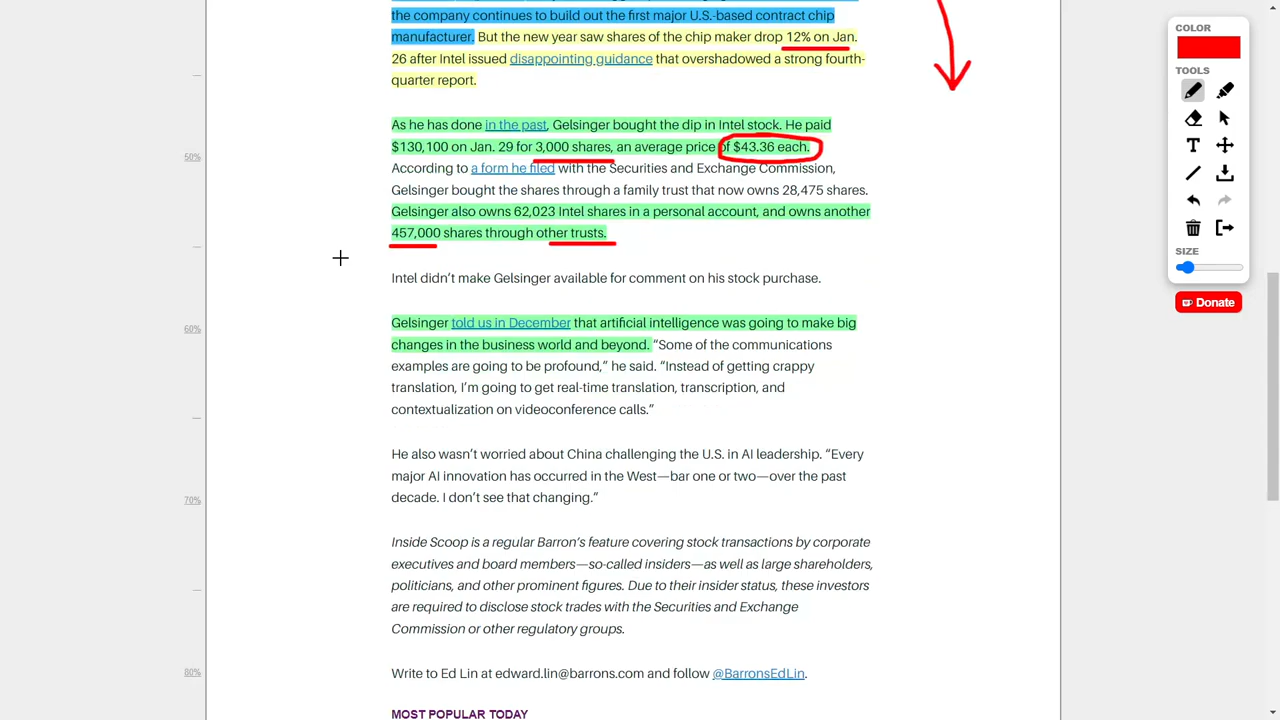 the company continues to build out the first major U.S.-based contract chip
manufacturer. But the new year saw shares of the chip maker drop 12% on Jan.
26 after Intel issued disappointing guidance that overshadowed a strong fourth-
quarter report.
As he has done in the past, Gelsinger bought the dip in Intel stock. He paid
$130,100 on Jan. 29 for 3,000 shares, an average price of $43.36 each.
According to a form he filed with the Securities and Exchange Commission,
Gelsinger bought the shares through a family trust that now owns 28,475 shares.
Gelsinger also owns 62,023 Intel shares in a personal account, and owns another
457,000 shares through other trusts.
Intel didn’t make Gelsinger available for comment on his stock purchase.
Gelsinger told us in December that artificial intelligence was going to make big
changes in the business world and beyond. “Some of the communications
examples are going to be profound,” he said. “Instead of getting crappy
translation, I’m going to get real-time translation, transcription, and
contextualization on videoconference calls.”
He also wasn’t worried about China challenging the U.S. in AI leadership. “Every
major AI innovation has occurred in the West—bar one or two—over the past
decade. I don’t see that changing.”
Inside Scoop is a regular Barron’s feature covering stock transactions by corporate
executives and board members—so-called insiders—as well as large shareholders,
politicians, and other prominent figures. Due to their insider status, these investors
are required to disclose stock trades with the Securities and Exchange
Commission or other regulatory groups.
Write to Ed Lin at edward.lin@barrons.com and follow @BarronsEdLin.
MOST POPULAR TODAY
50%
60%
70%
80%
COLOR
TOOLS
T
SIZE
Donate